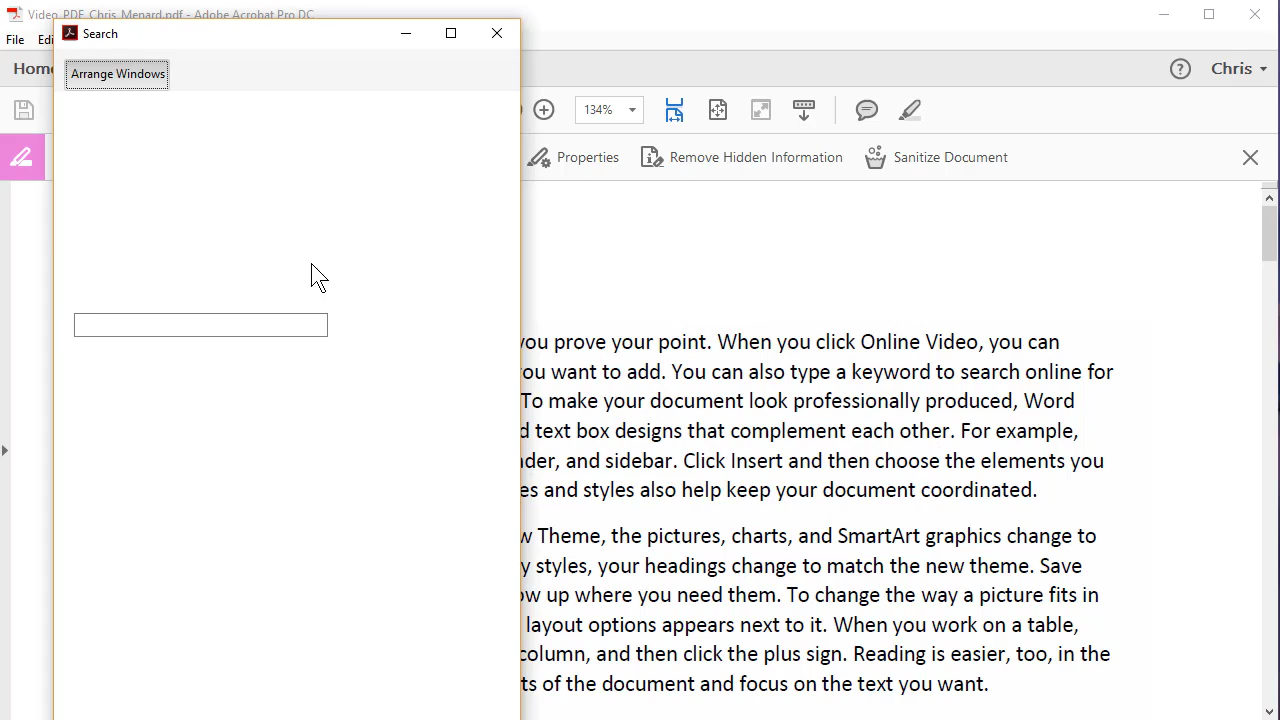 Video_PDF_Chris_Menard.pdf - Adobe Acrobat Pro DC
Search
File
Arrange Windows
Home
Chris
134%
Properties
Remove Hidden Information
Sanitize Document
you prove your point. When you click Online Video, you can
you want to add. You can also type a keyword to search online for
To make your document look professionally produced, Word
text box designs that complement each other. For example,
and sidebar. Click Insert and then choose the elements you
and styles also help keep your document coordinated.
Theme, the pictures, charts, and SmartArt graphics change to
styles, your headings change to match the new theme. Save
up where you need them. To change the way a picture fits in
layout options appears next to it. When you work on a table,
column, and then click the plus sign. Reading is easier, too, in the
of the document and focus on the text you want.